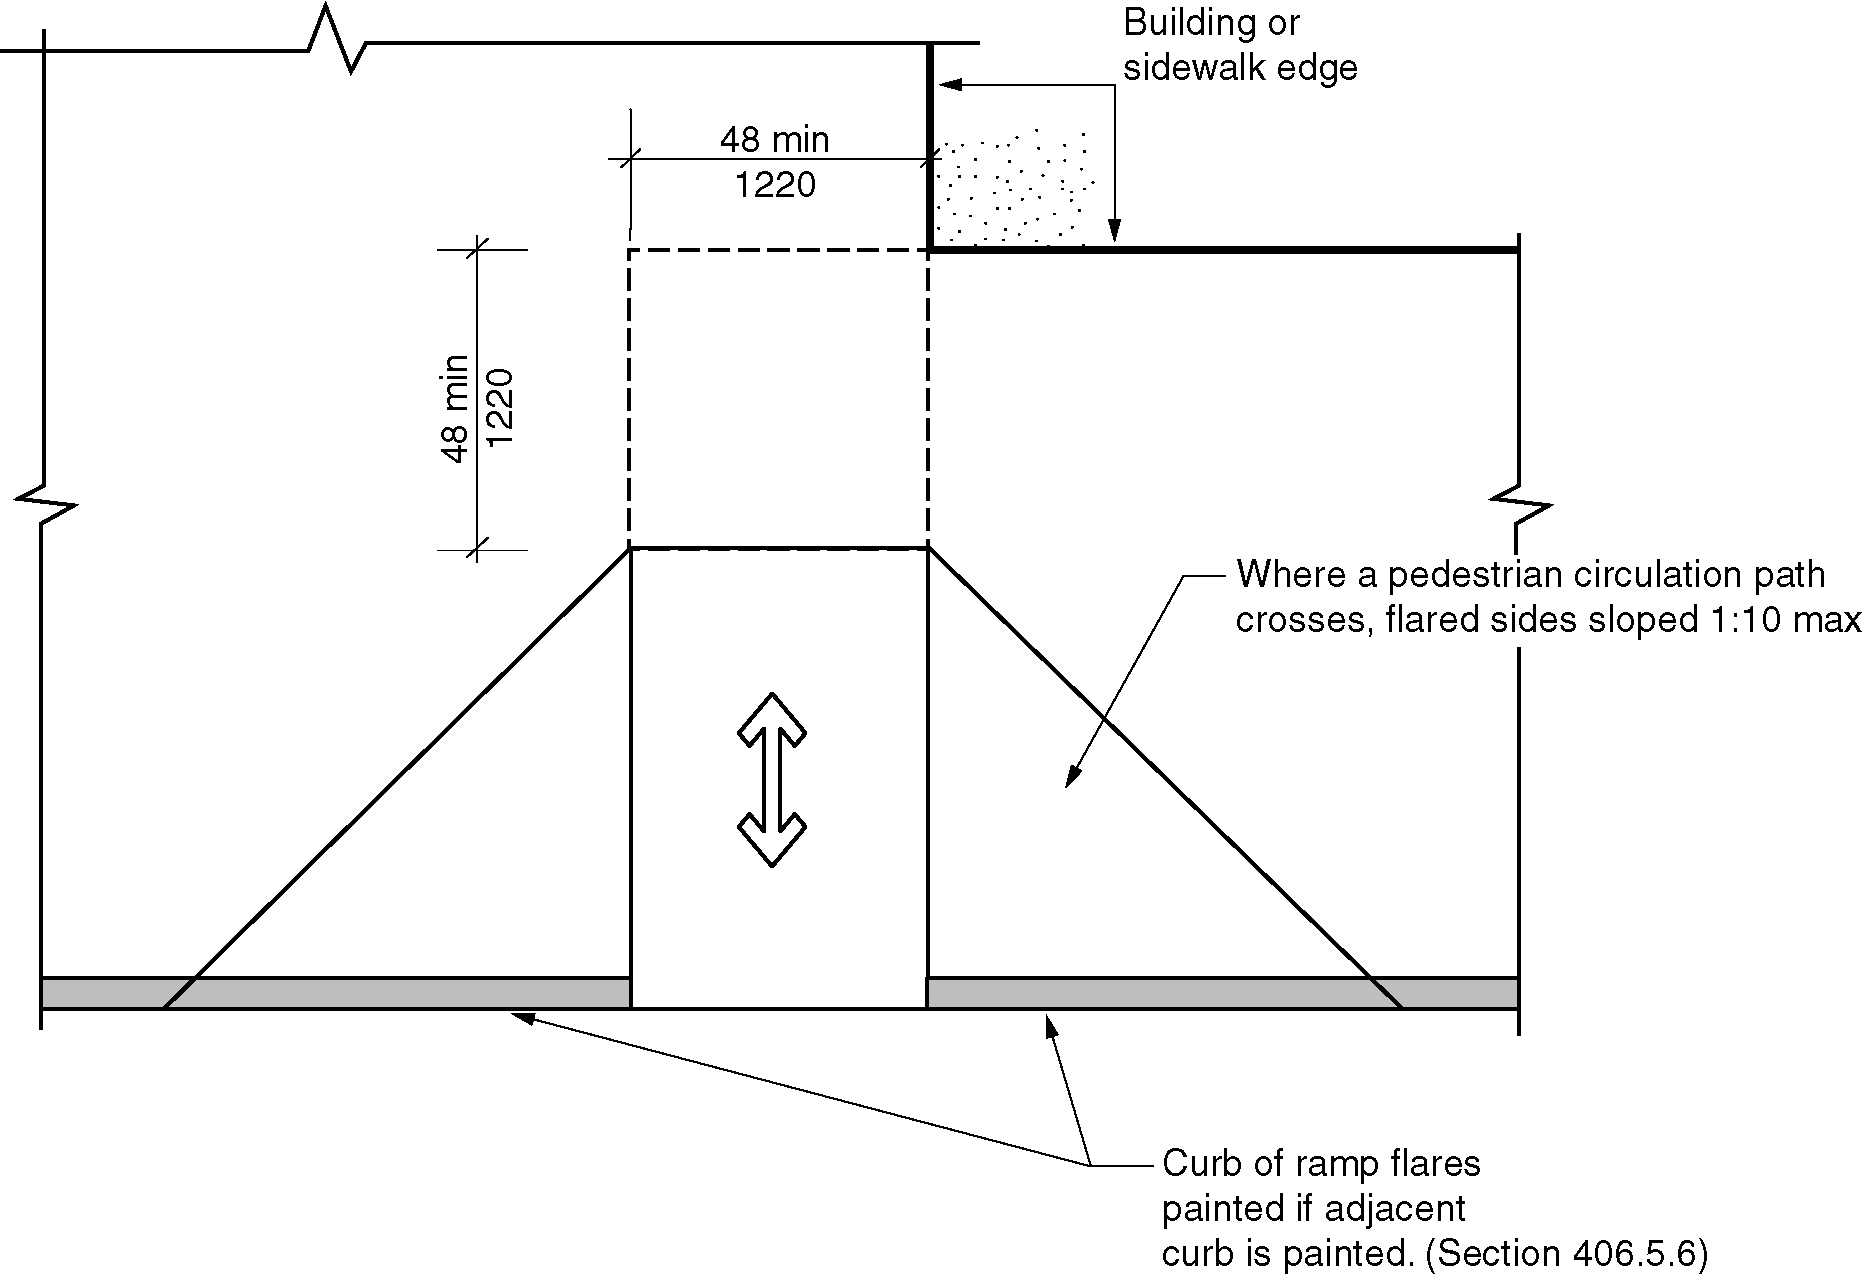 Building or
sidewalk edge
48 min
1220
48 min
1220
Where a pedestrian circulation path
crosses, flared sides sloped 1:10 max
Curb of ramp flares
painted if adjacent
curb is painted. (Section 406.5.6)